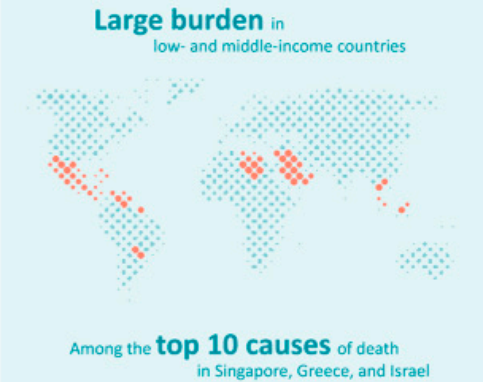 Large burden in
low- and middle-income countries
Among the top 10 causes of death
in Singapore, Greece, and Israel